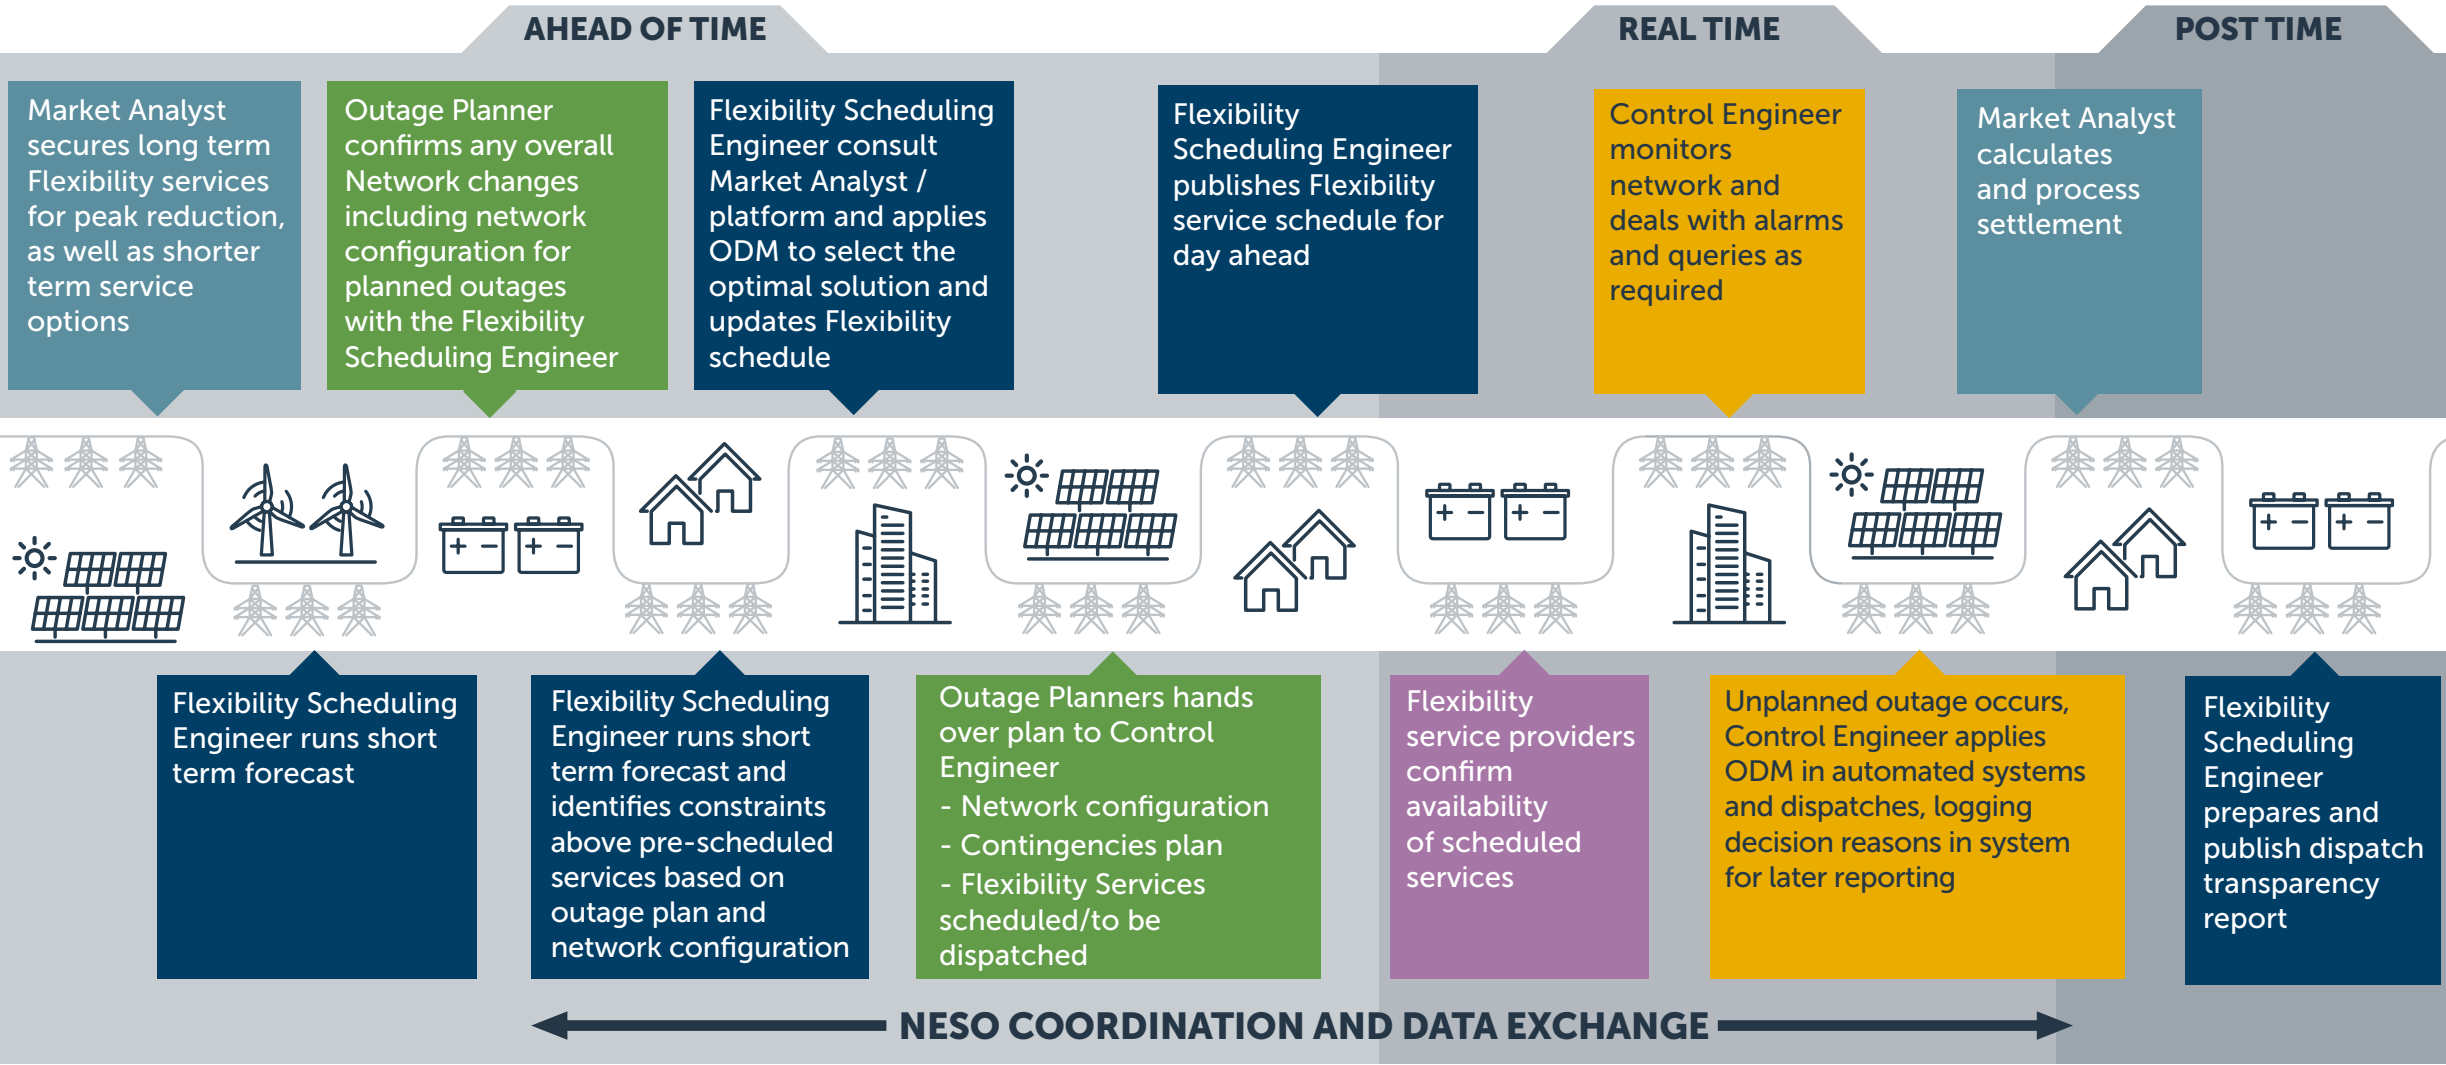 AHEAD OF TIME
REAL TIME
POST TIME
Market Analyst
secures long term
Flexibility services
for peak reduction,
as well as shorter
term service
options
Outage Planner
confirms any overall
Network changes
including network
configuration for
planned outages
with the Flexibility
Scheduling Engineer
Flexibility Scheduling
Engineer consult
Market Analyst /
platform and applies
ODM to select the
optimal solution and
updates Flexibility
schedule
Flexibility
Scheduling Engineer
publishes Flexibility
service schedule for
day ahead
Control Engineer
monitors
network and
deals with alarms
and queries as
required
Market Analyst
calculates
and process
settlement
Flexibility Scheduling
Engineer runs short
term forecast
Flexibility Scheduling
Engineer runs short
term forecast and
identifies constraints
above pre-scheduled
services based on
outage plan and
network configuration
Outage Planners hands
over plan to Control
Engineer
- Network configuration
- Contingencies plan
- Flexibility Services
scheduled/to be
dispatched
Flexibility
service providers
confirm
availability
of scheduled
services
Unplanned outage occurs,
Control Engineer applies
ODM in automated systems
and dispatches, logging
decision reasons in system
for later reporting
Flexibility
Scheduling
Engineer
prepares and
publish dispatch
transparency
report
NESO COORDINATION AND DATA EXCHANGE